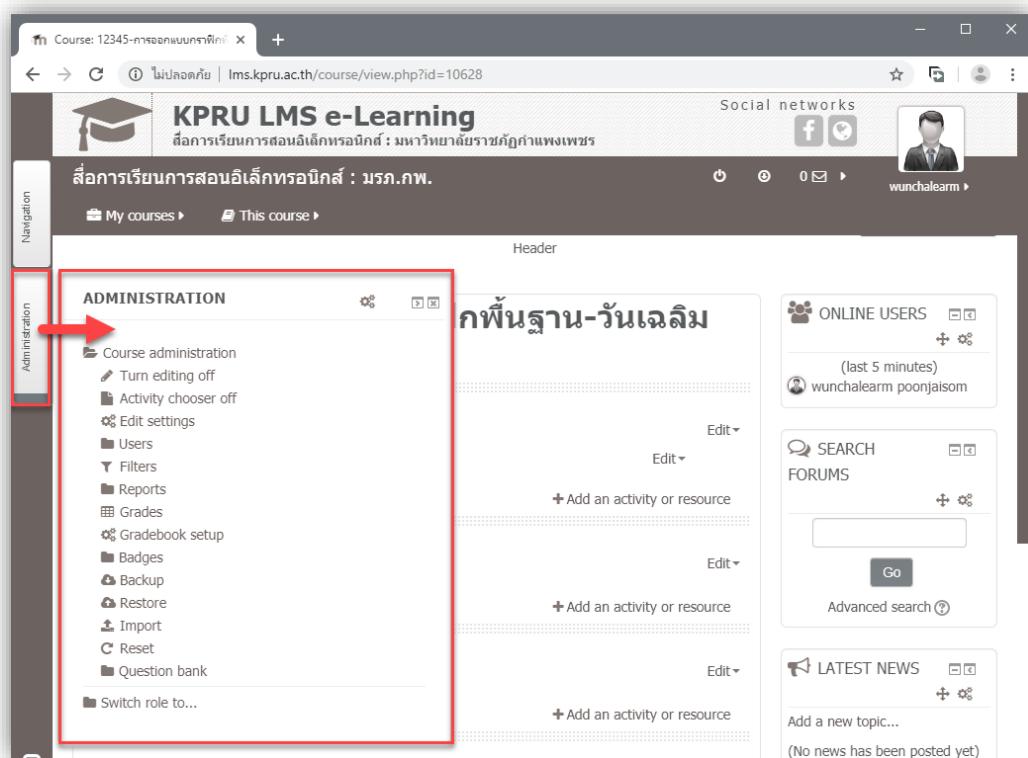 Course: 12345-การออกแบบกราฟิกพื้
ไม่ปลอดภัย | lms.kpru.ac.th/course/view.php?id=10628
KPRU LMS e-Learning
สื่อการเรียนการสอนอิเล็กทรอนิกส์ : มหาวิทยาลัยราชภัฏกำแพงเพชร
Social networks
สื่อการเรียนการสอนอิเล็กทรอนิกส์ : มรภ.กพ.
0
wunchalearm
My courses
This course
Navigation
Administration
Header
ADMINISTRATION
Course administration
Turn editing off
Activity chooser off
Edit settings
Users
Filters
Reports
Grades
Gradebook setup
Badges
Backup
Restore
Import
Reset
Question bank
Switch role to...
กพื้นฐาน-วันเฉลิม
Edit
Edit
+ Add an activity or resource
Edit
+ Add an activity or resource
Edit
+ Add an activity or resource
ONLINE USERS
(last 5 minutes)
wunchalearm poonjaisom
SEARCH
FORUMS
Go
Advanced search
LATEST NEWS
Add a new topic...
(No news has been posted yet)